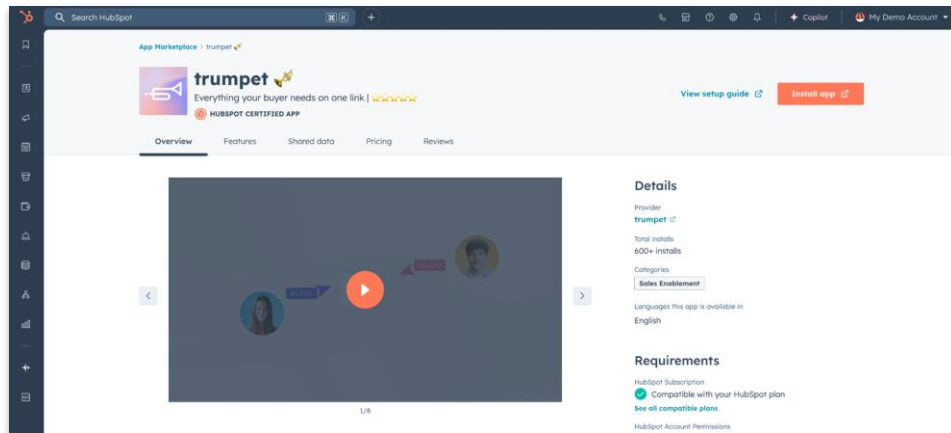 Search HubSpot
⌘ K
+
Copilot
My Demo Account
App Marketplace › trumpet 🎺
trumpet 🎺
Everything your buyer needs on one link | ⭐⭐⭐⭐⭐
HUBSPOT CERTIFIED APP
View setup guide
Install app
Overview
Features
Shared data
Pricing
Reviews
BUYER
SELLER
1/8
Details
Provider
trumpet
Total installs
600+ installs
Categories
Sales Enablement
Languages this app is available in
English
Requirements
HubSpot Subscription
Compatible with your HubSpot plan
See all compatible plans
HubSpot Account Permissions